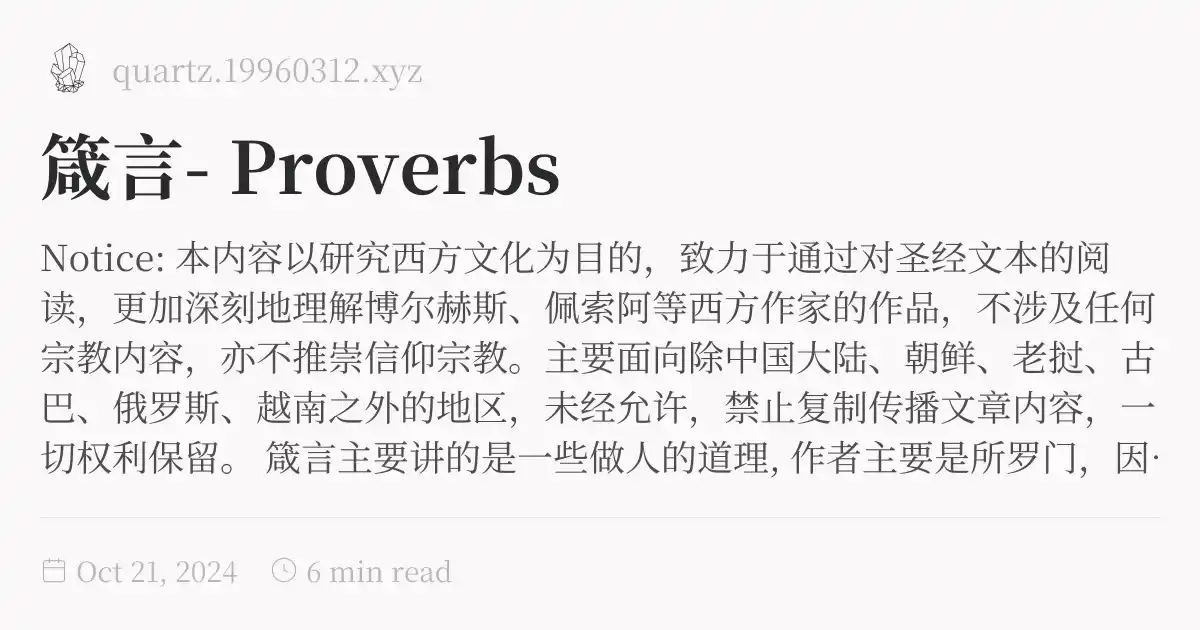 quartz.19960312.xyz
箴言- Proverbs
Notice: 本内容以研究西方文化为目的，致力于通过对圣经文本的阅
读，更加深刻地理解博尔赫斯、佩索阿等西方作家的作品，不涉及任何
宗教内容，亦不推崇信仰宗教。主要面向除中国大陆、朝鲜、老挝、古
巴、俄罗斯、越南之外的地区，未经允许，禁止复制传播文章内容，一
切权利保留。 箴言主要讲的是一些做人的道理, 作者主要是所罗门，因·
Oct 21, 2024 6 min read